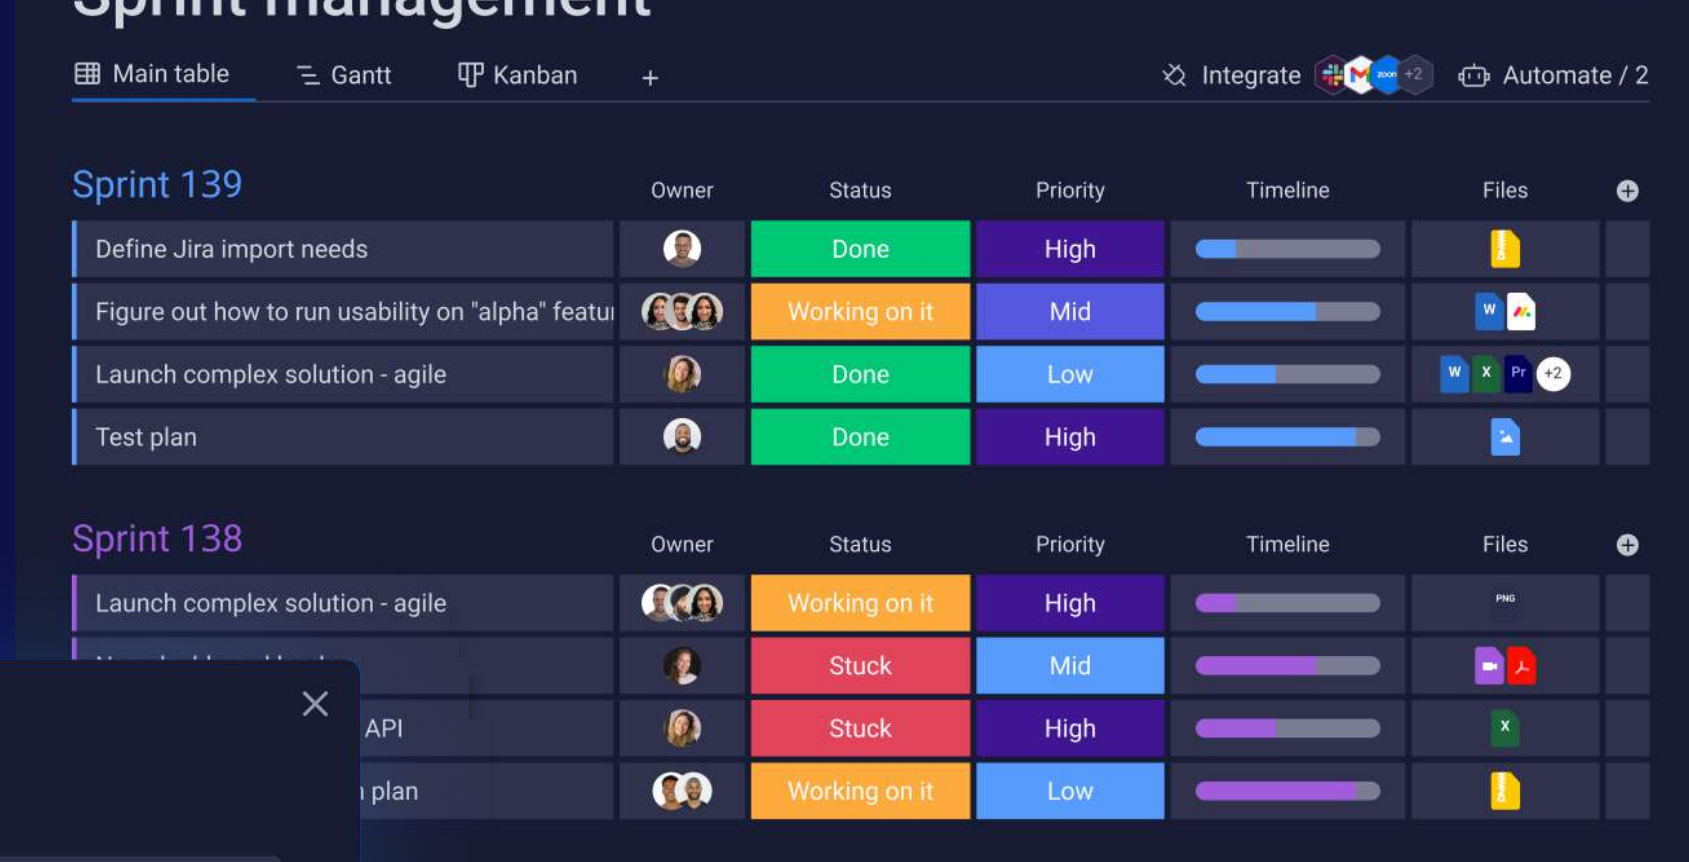 Sprint management
Main table Gantt Kanban +
Integrate zoom +2 Automate / 2
Sprint 139 Owner Status Priority Timeline Files
Define Jira import needs Done High
Figure out how to run usability on "alpha" featu Working on it Mid W
Launch complex solution - agile Done Low W X Pr +2
Test plan Done High
Sprint 138 Owner Status Priority Timeline Files
Launch complex solution - agile Working on it High PNG
Stuck Mid
API Stuck High X
plan Working on it Low